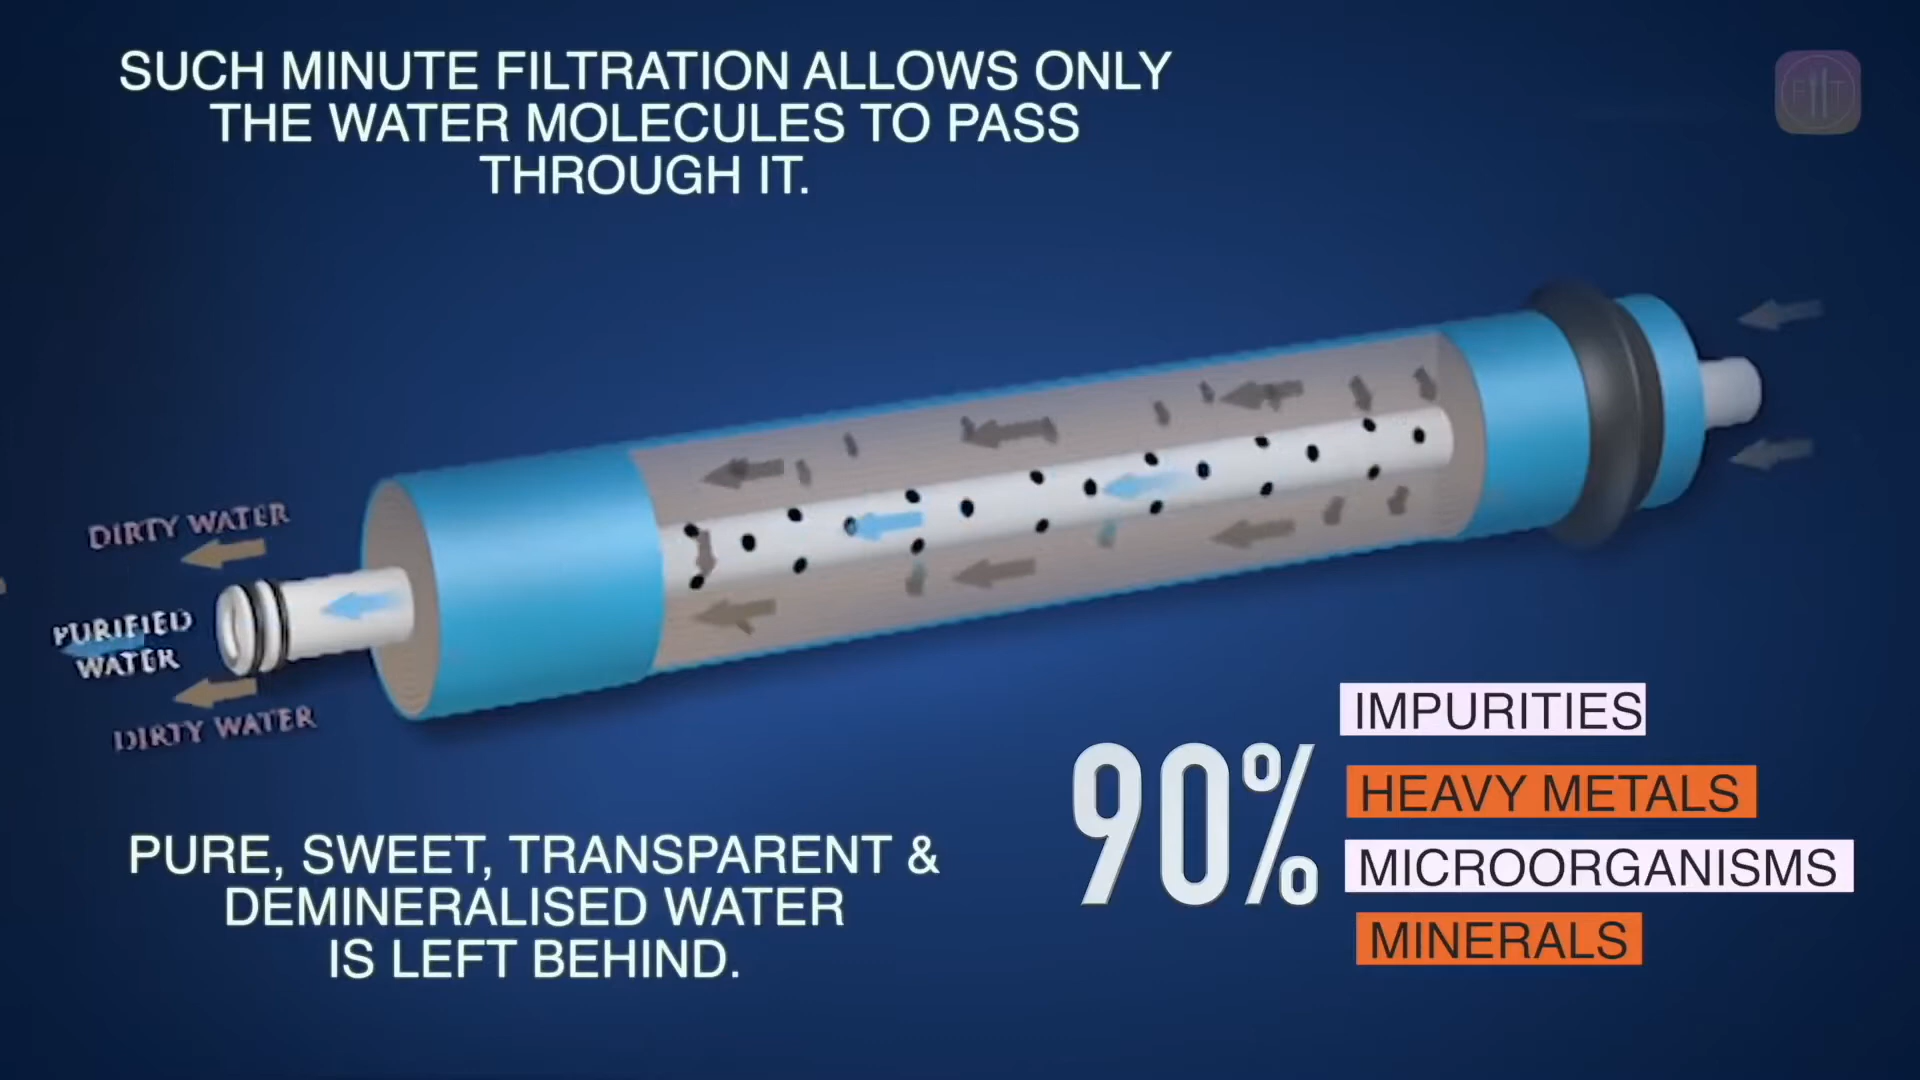 SUCH MINUTE FILTRATION ALLOWS ONLY
THE WATER MOLECULES TO PASS
THROUGH IT.
DIRTY WATER
PURIFIED
WATER
DIRTY WATER
90%
IMPURITIES
HEAVY METALS
MICROORGANISMS
MINERALS
PURE, SWEET, TRANSPARENT &
DEMINERALISED WATER
IS LEFT BEHIND.